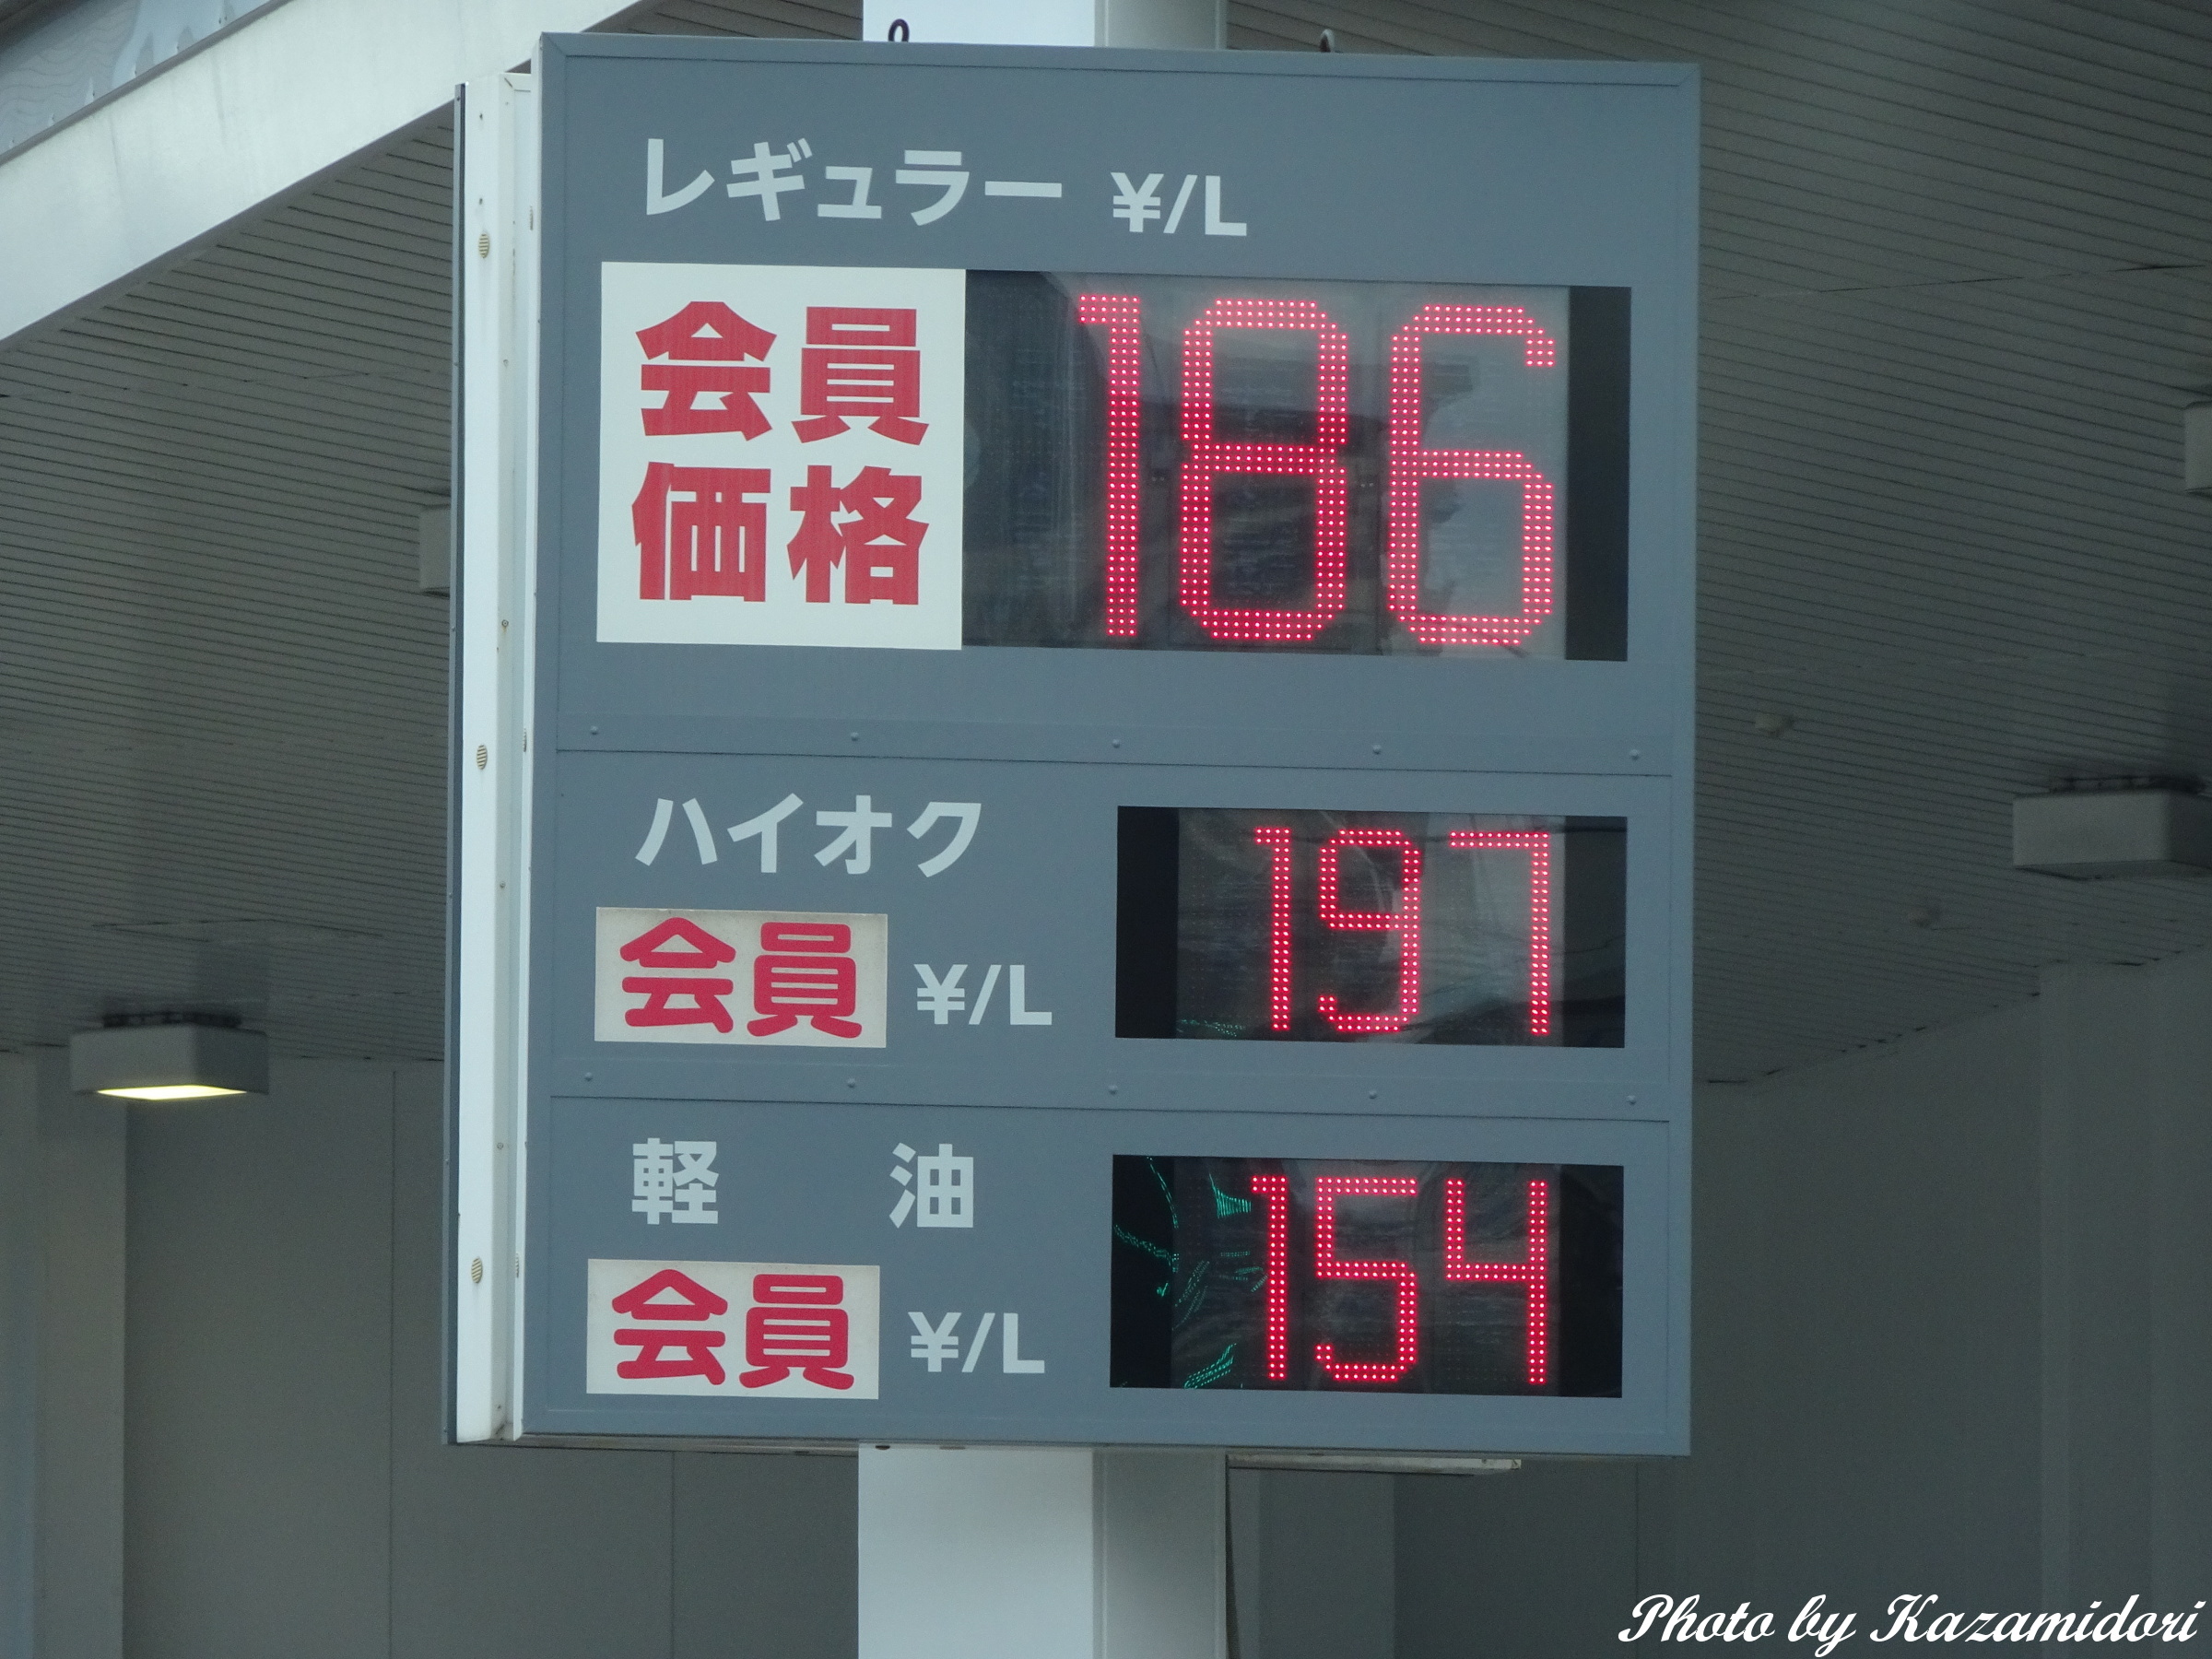 レギュラー ¥/L
会員
価格
186
ハイオク
会員 ¥/L
197
軽 油
会員 ¥/L
154
Photo by Kazamidori